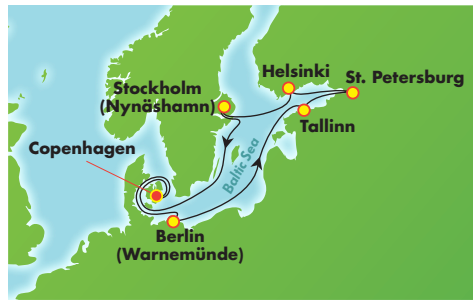 Helsinki
St. Petersburg
Stockholm
(Nynäshamn)
Tallinn
Copenhagen
Baltic Sea
Berlin
(Warnemünde)